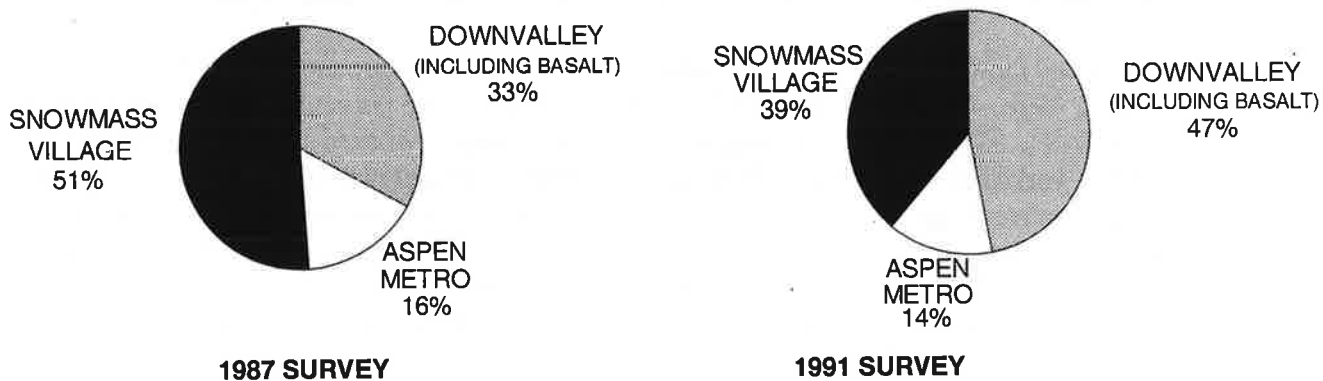 DOWNVALLEY
(INCLUDING BASALT)
33%
SNOWMASS
VILLAGE
51%
ASPEN
METRO
16%
1987 SURVEY
SNOWMASS
VILLAGE
39%
DOWNVALLEY
(INCLUDING BASALT)
47%
ASPEN
METRO
14%
1991 SURVEY